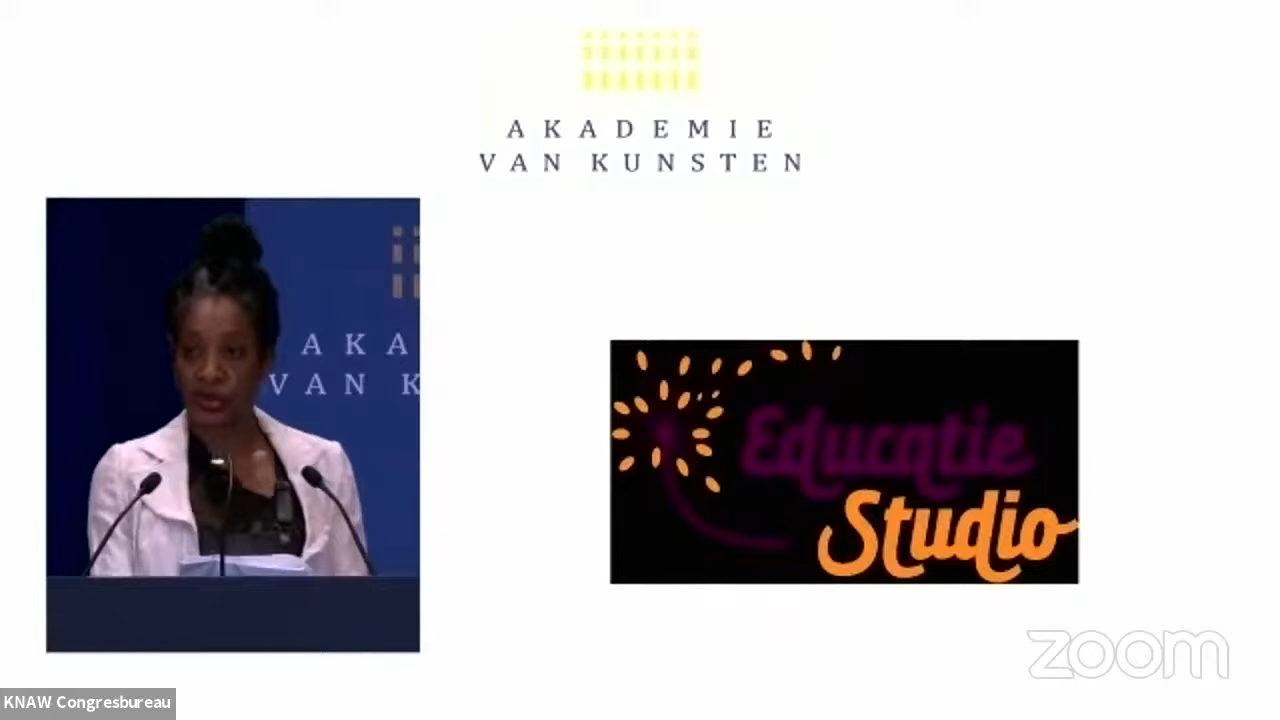 AKADEMIE
VAN KUNSTEN
AKA
VAN K
Educatie
Studio
zoom
KNAW Congresbureau